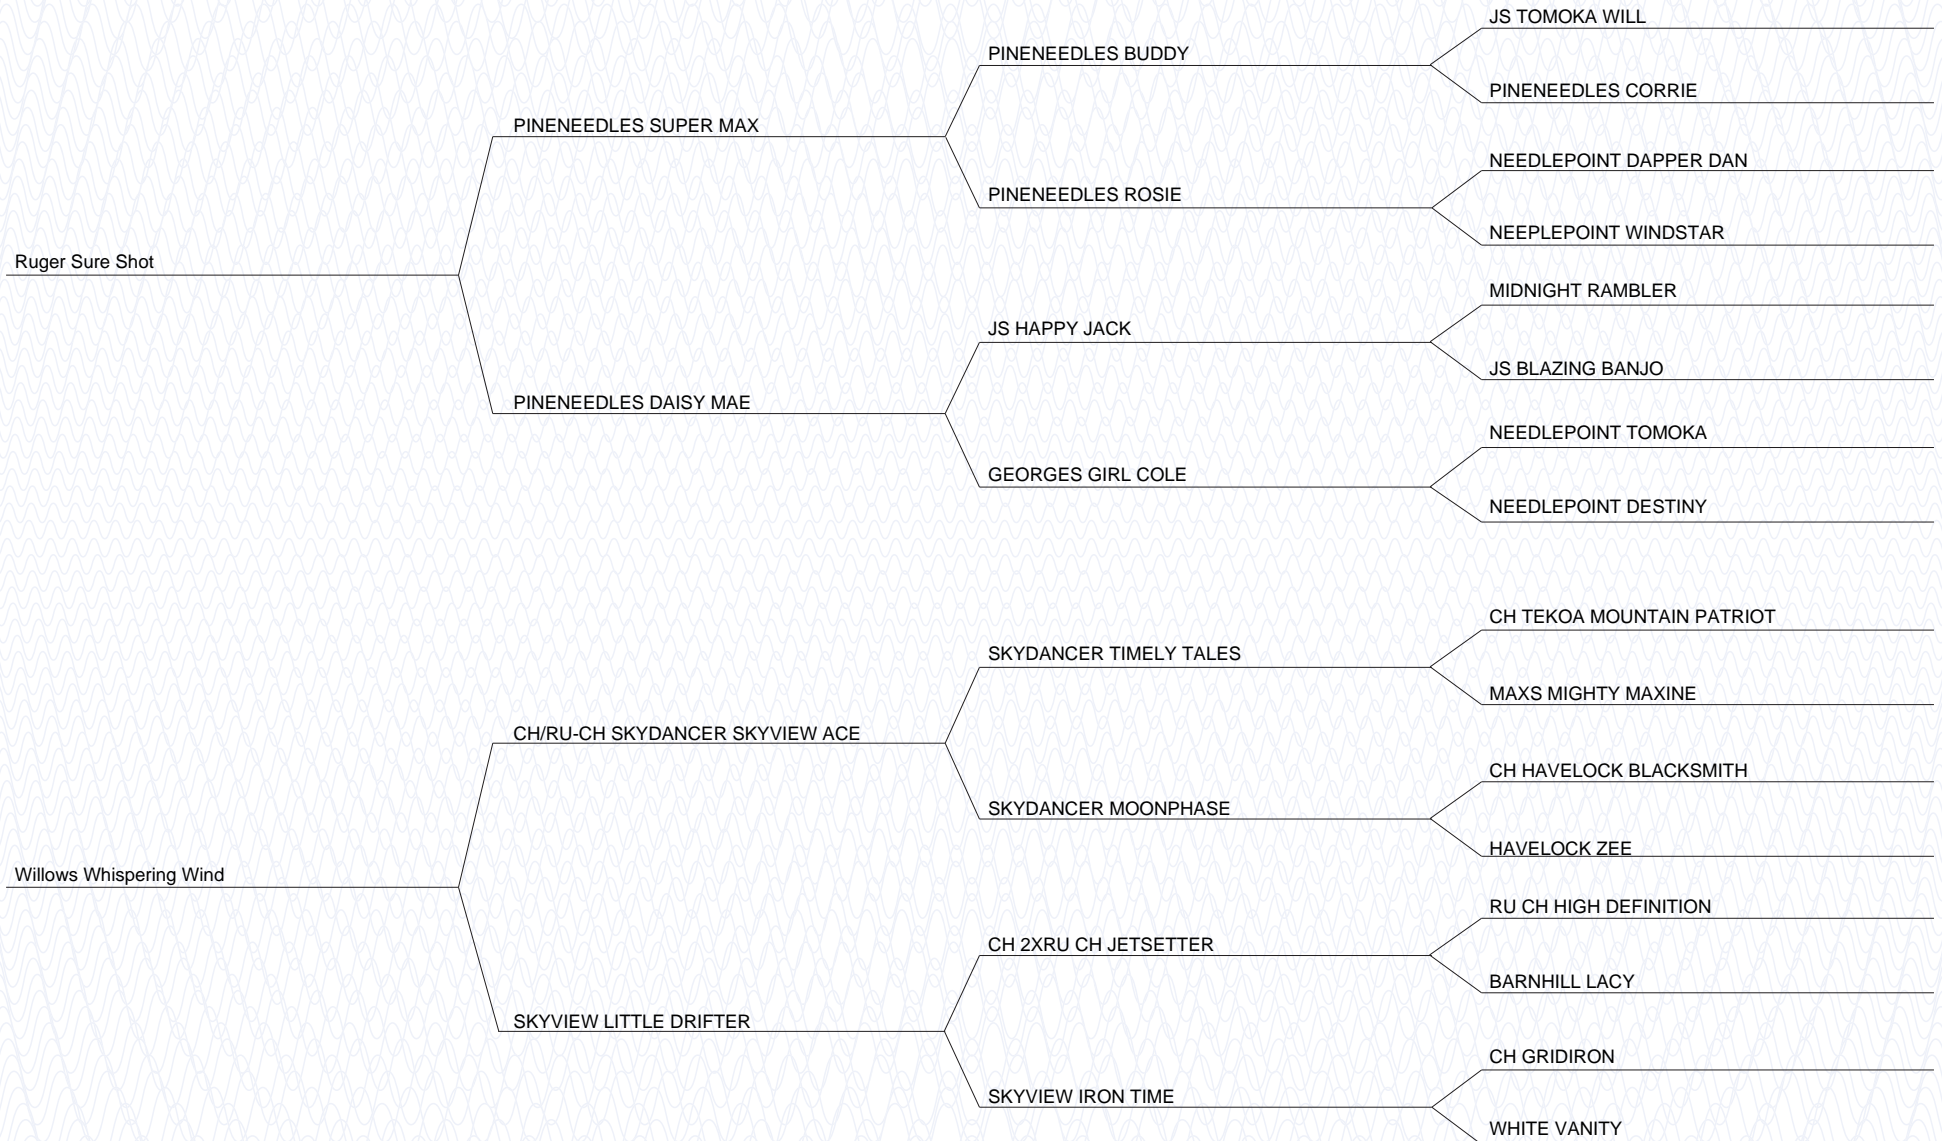 JS TOMOKA WILL
PINENEEDLES BUDDY
PINENEEDLES CORRIE
PINENEEDLES SUPER MAX
NEEDLEPOINT DAPPER DAN
PINENEEDLES ROSIE
NEEPLEPOINT WINDSTAR
Ruger Sure Shot
MIDNIGHT RAMBLER
JS HAPPY JACK
JS BLAZING BANJO
PINENEEDLES DAISY MAE
NEEDLEPOINT TOMOKA
GEORGES GIRL COLE
NEEDLEPOINT DESTINY
CH TEKOA MOUNTAIN PATRIOT
SKYDANCER TIMELY TALES
MAXS MIGHTY MAXINE
CH/RU-CH SKYDANCER SKYVIEW ACE
CH HAVELOCK BLACKSMITH
SKYDANCER MOONPHASE
HAVELOCK ZEE
Willows Whispering Wind
RU CH HIGH DEFINITION
CH 2XRU CH JETSETTER
BARNHILL LACY
SKYVIEW LITTLE DRIFTER
CH GRIDIRON
SKYVIEW IRON TIME
WHITE VANITY